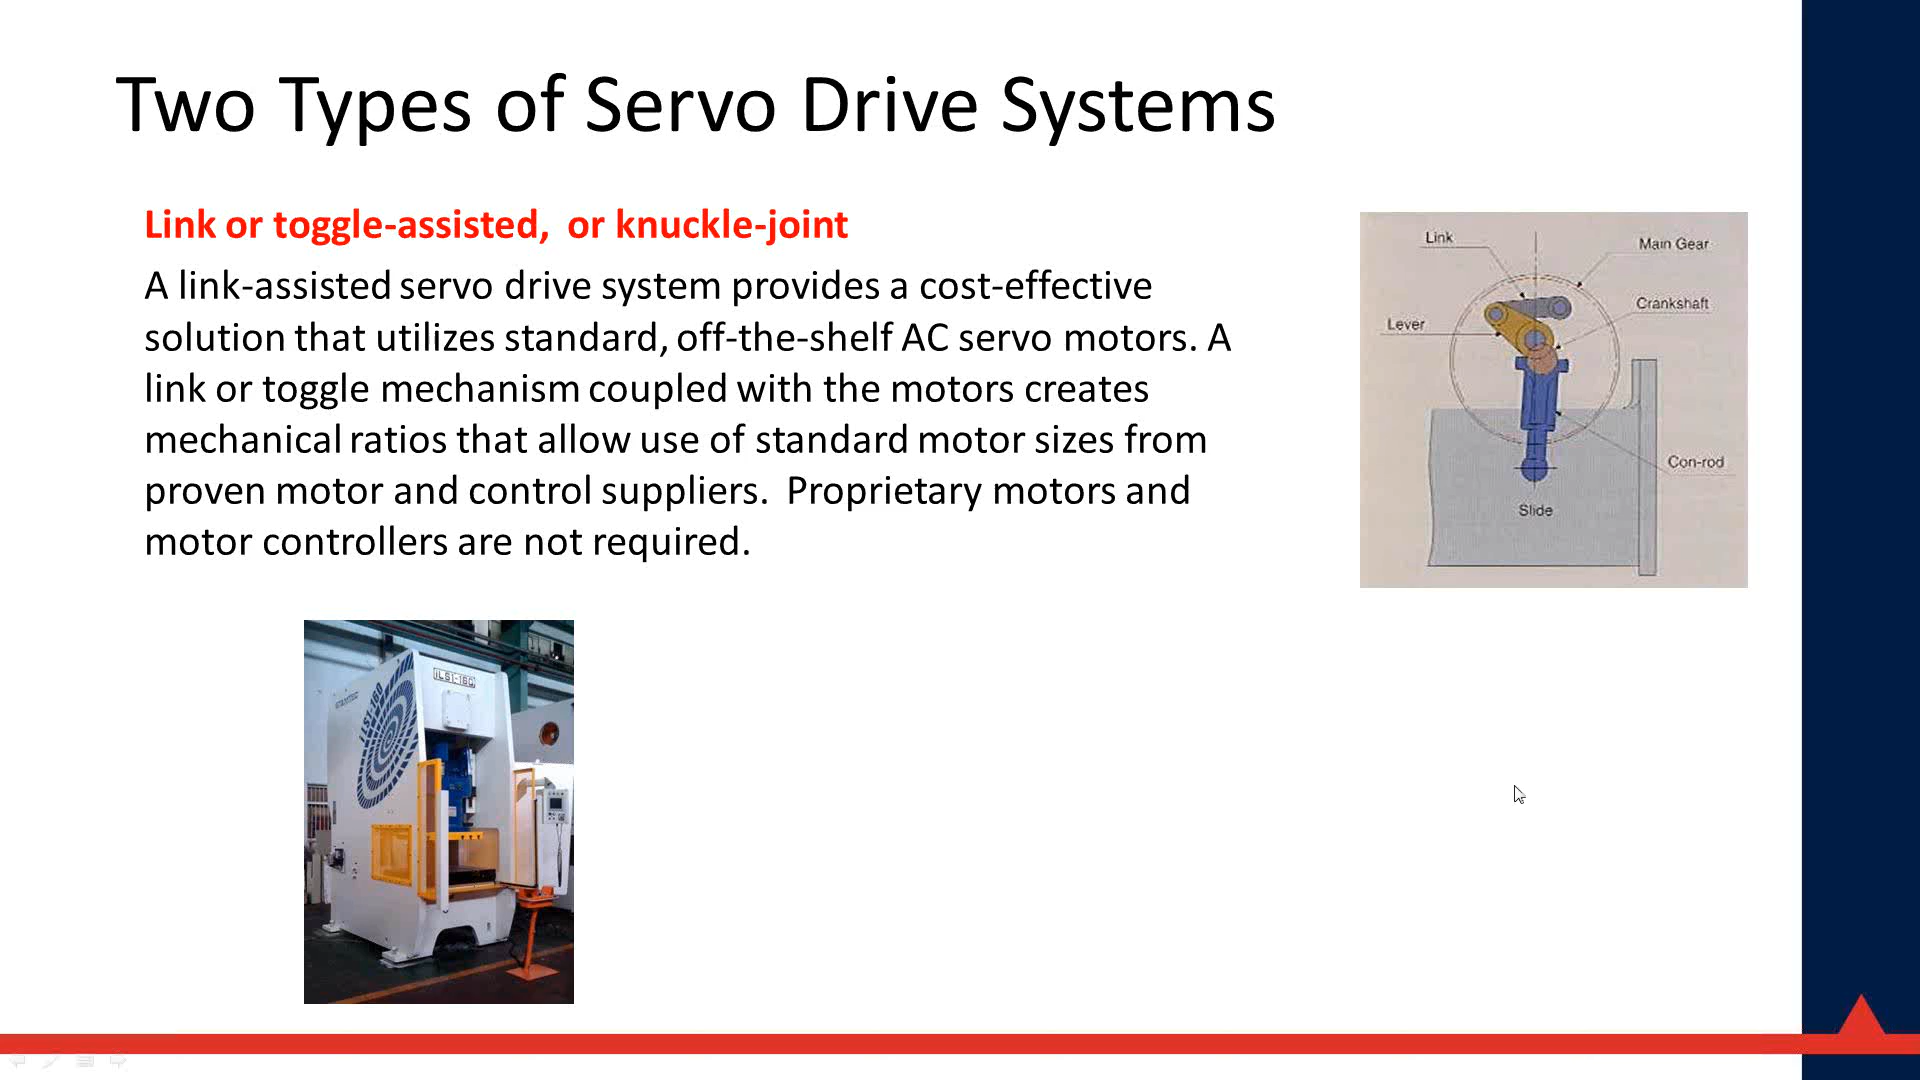 Two Types of Servo Drive Systems
Link or toggle-assisted, or knuckle-joint
A link-assisted servo drive system provides a cost-effective
solution that utilizes standard, off-the-shelf AC servo motors. A
link or toggle mechanism coupled with the motors creates
mechanical ratios that allow use of standard motor sizes from
proven motor and control suppliers. Proprietary motors and
motor controllers are not required.
Link
Main Gear
Crankshaft
Lever
Con-rod
Slide